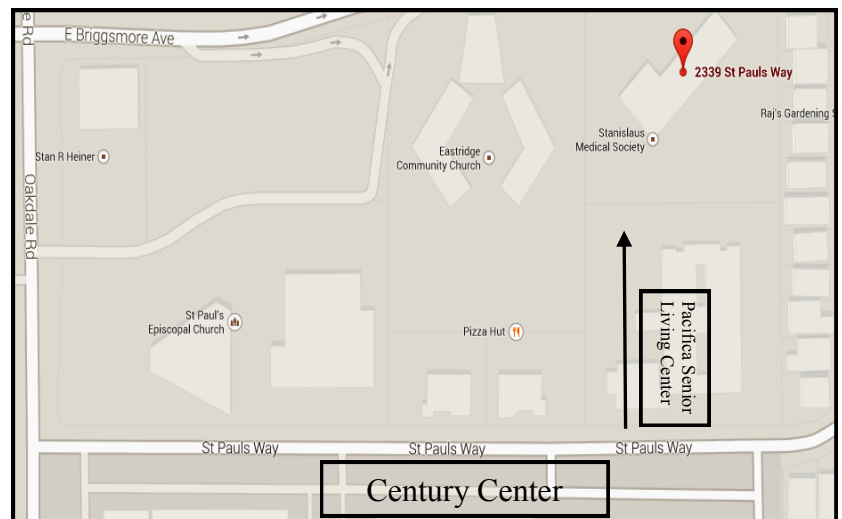 e Rd
E Briggsmore Ave
2339 St Pauls Way
Raj's Gardening S
Stan R Heiner
Stanislaus
Medical Society
Eastridge
Community Church
Oakdale Rd
St Paul's
Episcopal Church
Pizza Hut
Pacifica Senior
Living Center
St Pauls Way
St Pauls Way
St Pauls Way
Century Center